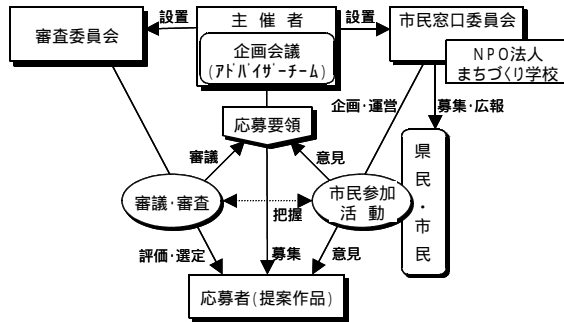 審査委員会
設置
主催者
企画会議
(ｱﾄﾞﾊﾞｲｻﾞｰﾁｰﾑ)
設置
市民窓口委員会
NPO法人
まちづくり学校
応募要領
企画・運営
募集・広報
審議
意見
県民・市民
審議・審査
把握
市民参加
活動
評価・選定
募集
意見
応募者(提案作品)